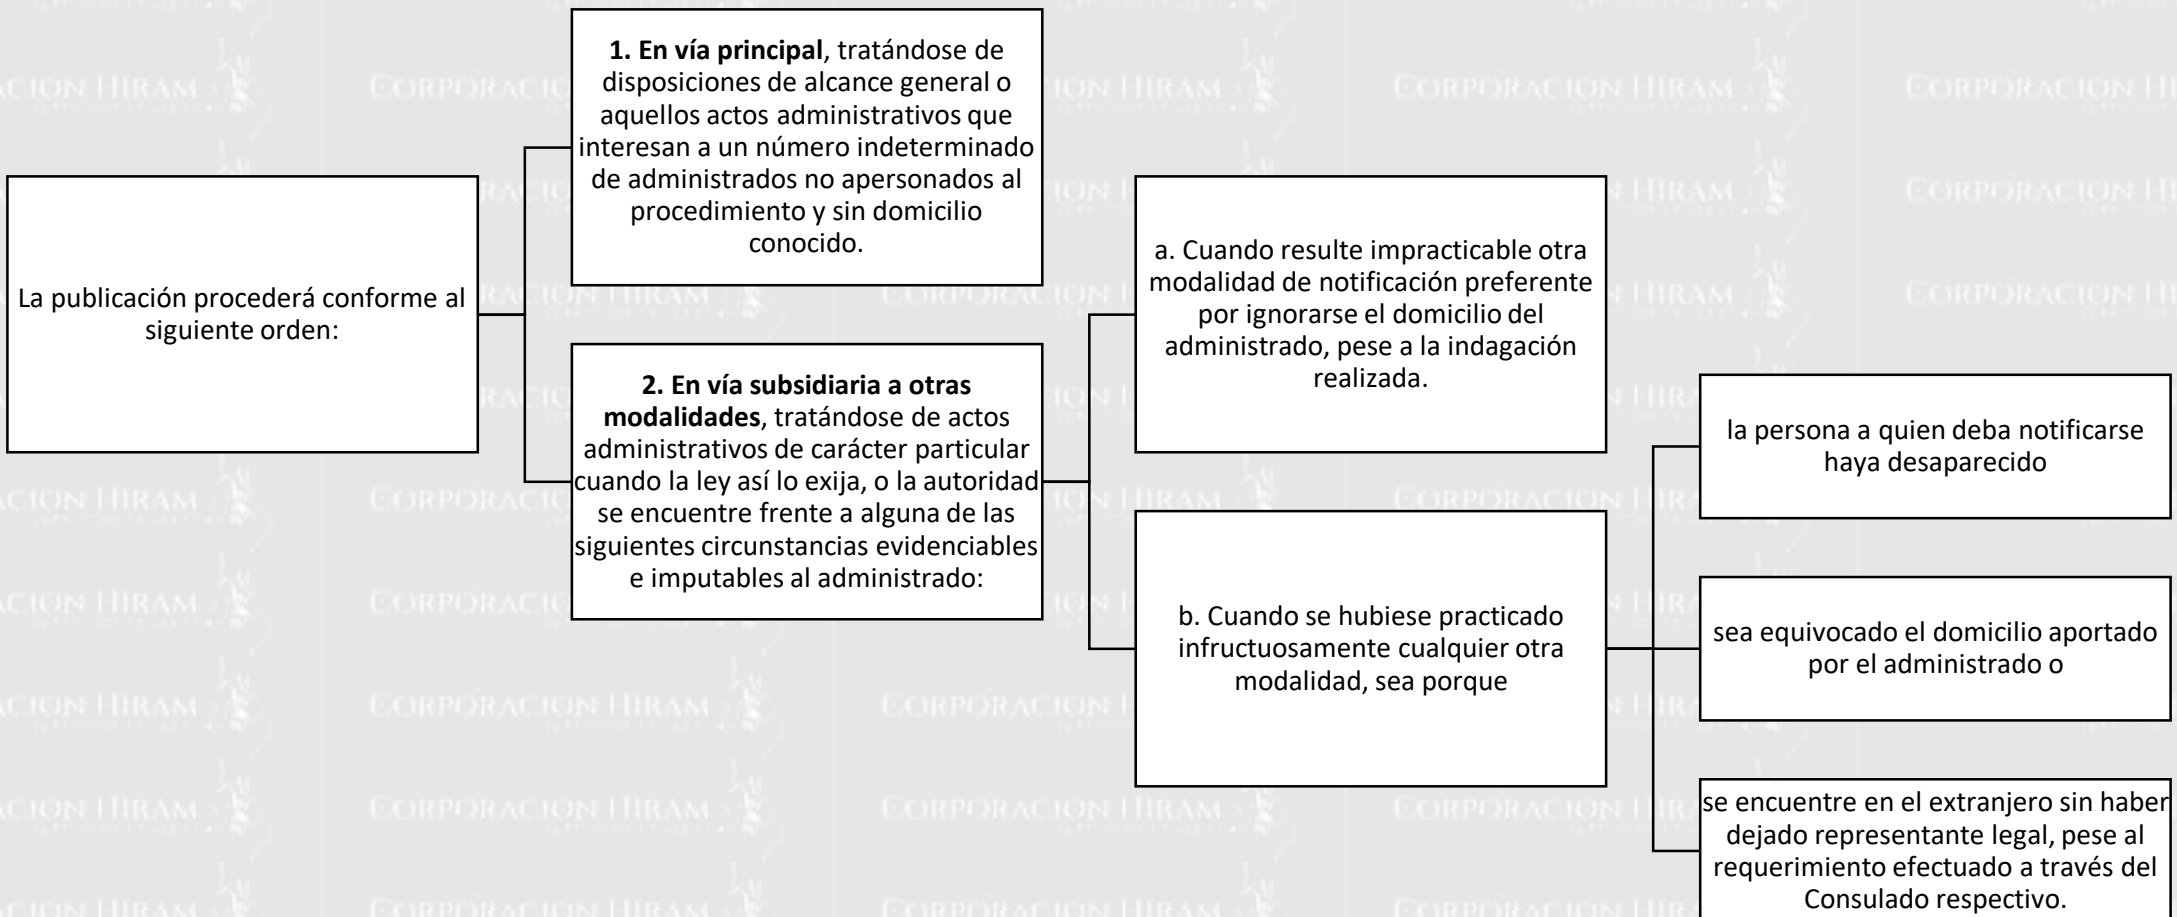 La publicación procederá conforme al
siguiente orden:
1. En vía principal, tratándose de
disposiciones de alcance general o
aquellos actos administrativos que
interesan a un número indeterminado
de administrados no apersonados al
procedimiento y sin domicilio
conocido.
2. En vía subsidiaria a otras
modalidades, tratándose de actos
administrativos de carácter particular
cuando la ley así lo exija, o la autoridad
se encuentre frente a alguna de las
siguientes circunstancias evidenciables
e imputables al administrado:
a. Cuando resulte impracticable otra
modalidad de notificación preferente
por ignorarse el domicilio del
administrado, pese a la indagación
realizada.
b. Cuando se hubiese practicado
infructuosamente cualquier otra
modalidad, sea porque
la persona a quien deba notificarse
haya desaparecido
sea equivocado el domicilio aportado
por el administrado o
se encuentre en el extranjero sin haber
dejado representante legal, pese al
requerimiento efectuado a través del
Consulado respectivo.
CORPORACION HIRAM